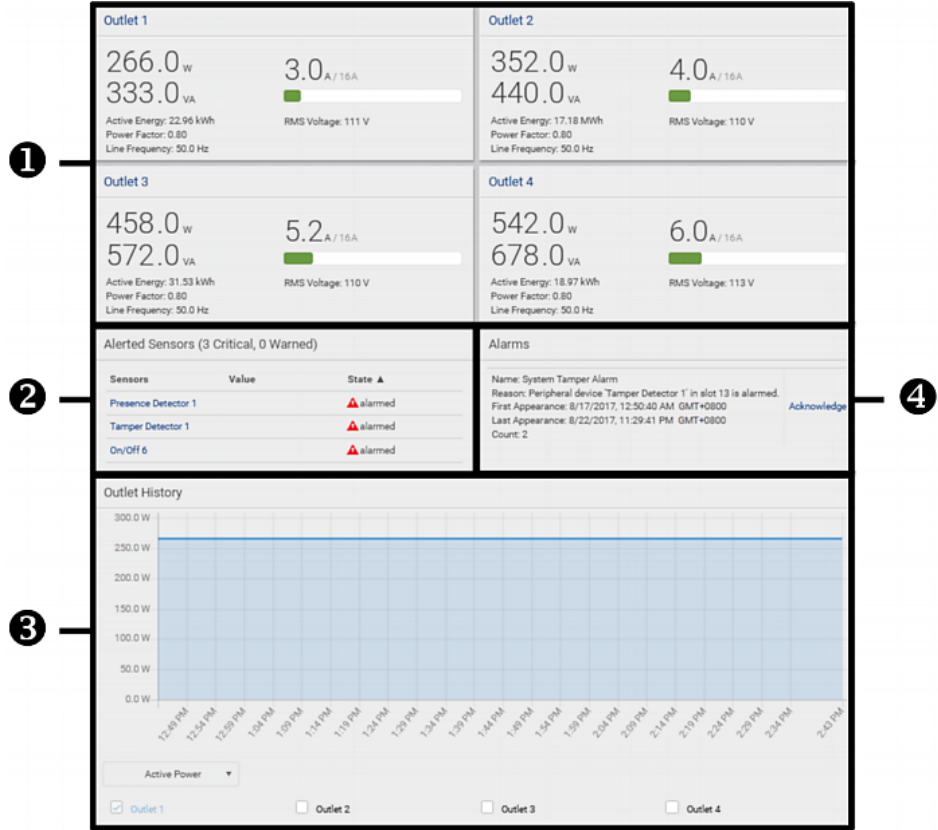 Outlet 1
266.0 W
333.0 VA
3.0 A / 16A
Active Energy: 22.96 kWh
Power Factor: 0.80
Line Frequency: 50.0 Hz
RMS Voltage: 111 V
Outlet 2
352.0 W
440.0 VA
4.0 A / 16A
Active Energy: 17.18 MWh
Power Factor: 0.80
Line Frequency: 50.0 Hz
RMS Voltage: 110 V
1
Outlet 3
458.0 W
572.0 VA
5.2 A / 16A
Active Energy: 31.53 kWh
Power Factor: 0.80
Line Frequency: 50.0 Hz
RMS Voltage: 110 V
Outlet 4
542.0 W
678.0 VA
6.0 A / 16A
Active Energy: 18.97 kWh
Power Factor: 0.80
Line Frequency: 50.0 Hz
RMS Voltage: 113 V
2
Alerted Sensors (3 Critical, 0 Warned)
Sensors Value State ▲
Presence Detector 1 alarmed
Tamper Detector 1 alarmed
On/Off 6 alarmed
Alarms
Name: System Tamper Alarm
Reason: Peripheral device 'Tamper Detector 1' in slot 13 is alarmed.
First Appearance: 8/17/2017, 12:50:40 AM GMT+0800
Last Appearance: 8/22/2017, 11:29:41 PM GMT+0800
Count: 2
Acknowledge
4
3
Outlet History
300.0 W
250.0 W
200.0 W
150.0 W
100.0 W
50.0 W
0.0 W
12:49 PM 12:54 PM 12:59 PM 1:04 PM 1:09 PM 1:14 PM 1:19 PM 1:24 PM 1:29 PM 1:34 PM 1:39 PM 1:44 PM 1:49 PM 1:54 PM 1:59 PM 2:04 PM 2:09 PM 2:14 PM 2:19 PM 2:24 PM 2:29 PM 2:34 PM 2:43 PM
Active Power ▼
Outlet 1 Outlet 2 Outlet 3 Outlet 4